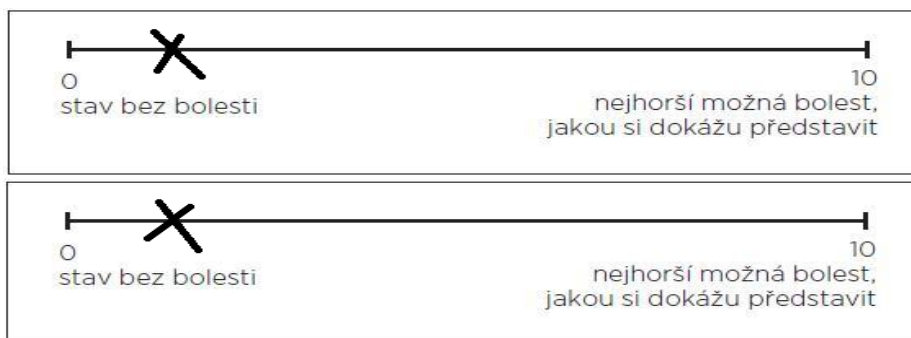 0 10
stav bez bolesti nejhorší možná bolest,
jakou si dokážu představit
0 10
stav bez bolesti nejhorší možná bolest,
jakou si dokážu představit